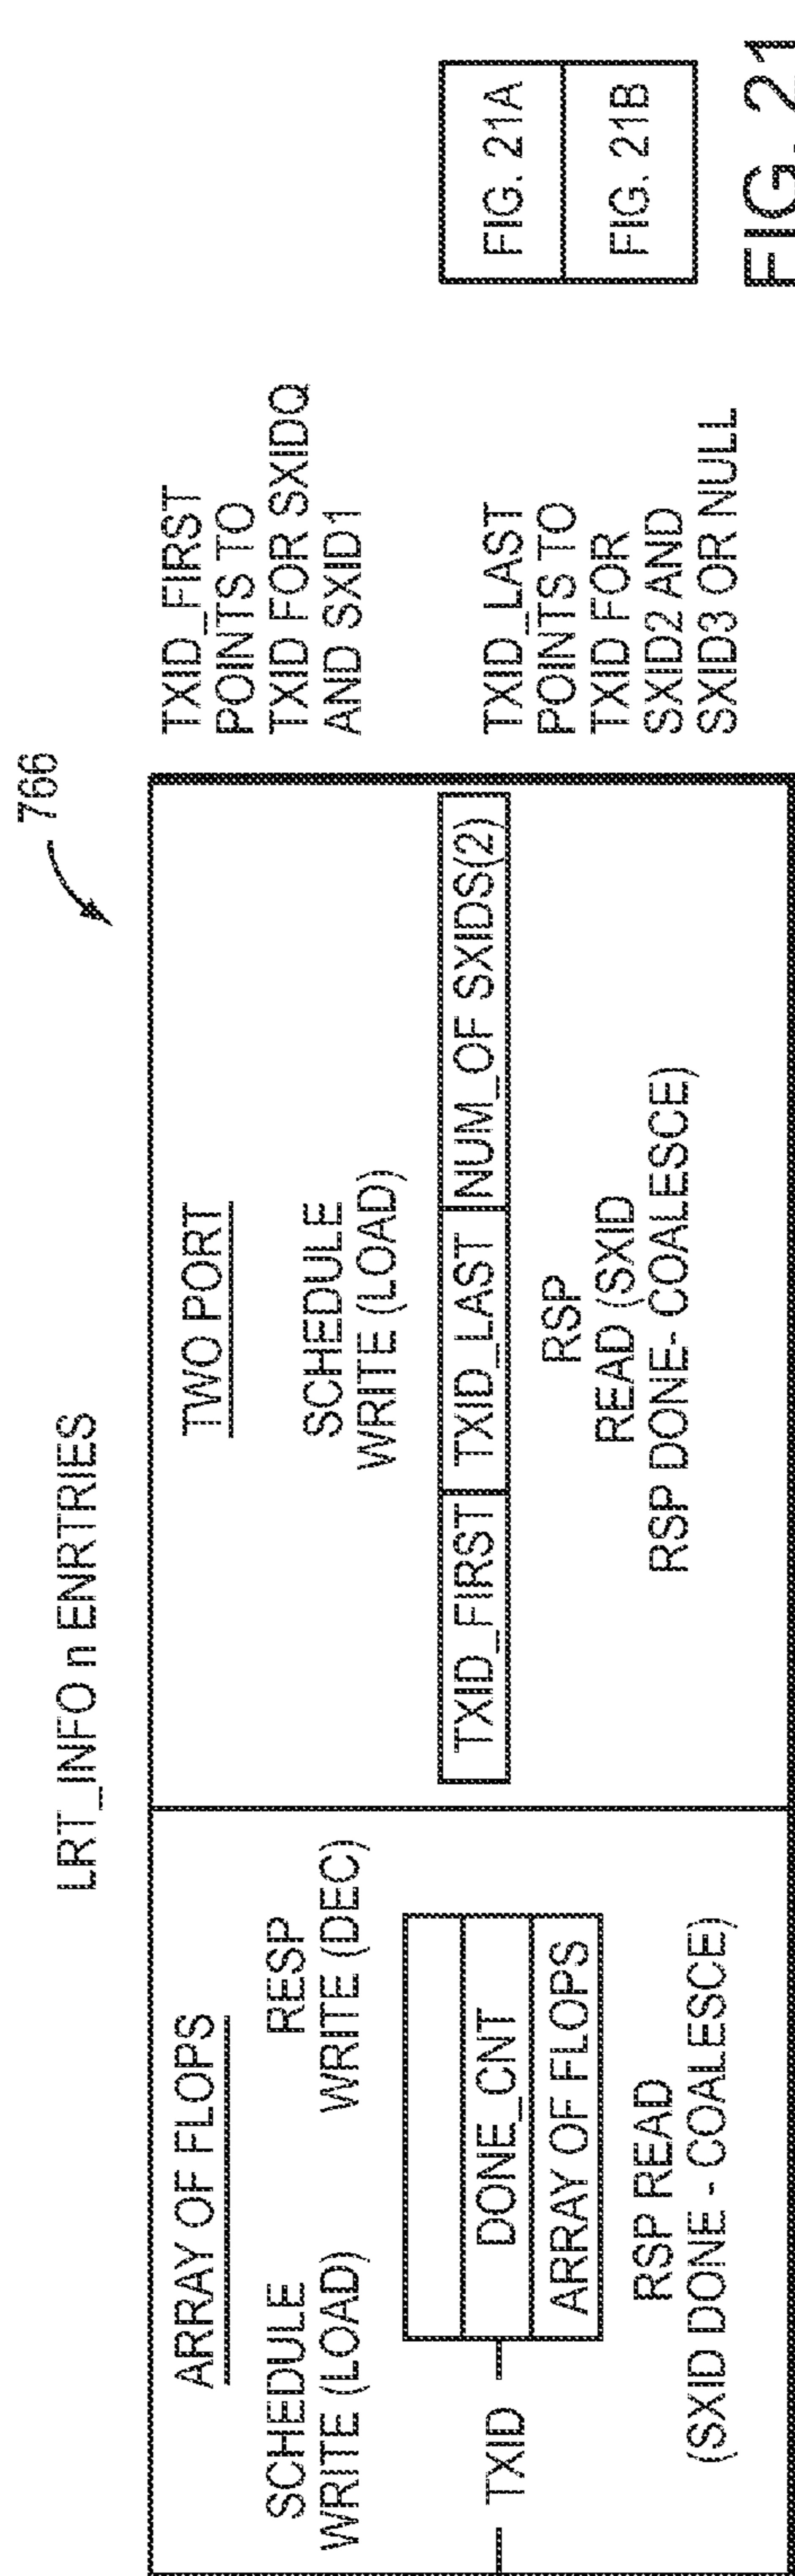 LRT_INFO n ENRTRIES
766
ARRAY OF FLOPS
SCHEDULE
WRITE (LOAD)
RESP
WRITE (DEC)
TXID
DONE_CNT
ARRAY OF FLOPS
RSP READ
(SXID DONE - COALESCE)
TWO PORT
SCHEDULE
WRITE (LOAD)
TXID_FIRST
TXID_LAST
NUM_OF SXIDS(2)
RSP
READ (SXID
RSP DONE- COALESCE)
TXID_FIRST
POINTS TO
TXID FOR SXIDQ
AND SXID1
TXID_LAST
POINTS TO
TXID FOR
SXID2 AND
SXID3 OR NULL
FIG. 21A
FIG. 21B
FIG. 21